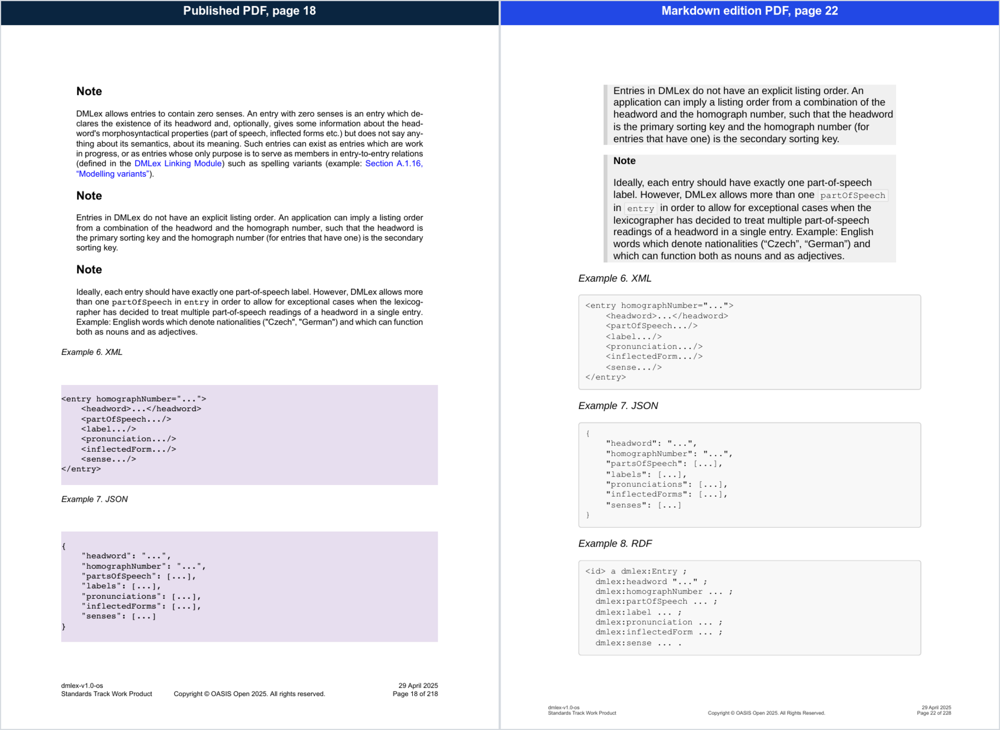 Published PDF, page 18
Note
DMLex allows entries to contain zero senses. An entry with zero senses is an entry which de-
clares the existence of its headword and, optionally, gives some information about the head-
word's morphosyntactical properties (part of speech, inflected forms etc.) but does not say any-
thing about its semantics, about its meaning. Such entries can exist as entries which are work
in progress, or as entries whose only purpose is to serve as members in entry-to-entry relations
(defined in the DMLex Linking Module) such as spelling variants (example: Section A.1.16,
“Modelling variants”).
Note
Entries in DMLex do not have an explicit listing order. An application can imply a listing order
from a combination of the headword and the homograph number, such that the headword is
the primary sorting key and the homograph number (for entries that have one) is the secondary
sorting key.
Note
Ideally, each entry should have exactly one part-of-speech label. However, DMLex allows more
than one partOfSpeech in entry in order to allow for exceptional cases when the lexicog-
rapher has decided to treat multiple part-of-speech readings of a headword in a single entry.
Example: English words which denote nationalities ("Czech", "German") and which can function
both as nouns and as adjectives.
Example 6. XML
<entry homographNumber="...">
    <headword>...</headword>
    <partOfSpeech.../>
    <label.../>
    <pronunciation.../>
    <inflectedForm.../>
    <sense.../>
</entry>
Example 7. JSON
{
    "headword": "...",
    "homographNumber": "...",
    "partsOfSpeech": [...],
    "labels": [...],
    "pronunciations": [...],
    "inflectedForms": [...],
    "senses": [...]
}
dmlex-v1.0-os
29 April 2025
Standards Track Work Product
Copyright © OASIS Open 2025. All rights reserved.
Page 18 of 218
Markdown edition PDF, page 22
Entries in DMLex do not have an explicit listing order. An
application can imply a listing order from a combination of the
headword and the homograph number, such that the headword
is the primary sorting key and the homograph number (for
entries that have one) is the secondary sorting key.
Note
Ideally, each entry should have exactly one part-of-speech
label. However, DMLex allows more than one partOfSpeech
in entry in order to allow for exceptional cases when the
lexicographer has decided to treat multiple part-of-speech
readings of a headword in a single entry. Example: English
words which denote nationalities (“Czech”, “German”) and
which can function both as nouns and as adjectives.
Example 6. XML
<entry homographNumber="...">
    <headword>...</headword>
    <partOfSpeech.../>
    <label.../>
    <pronunciation.../>
    <inflectedForm.../>
    <sense.../>
</entry>
Example 7. JSON
{
    "headword": "...",
    "homographNumber": "...",
    "partsOfSpeech": [...],
    "labels": [...],
    "pronunciations": [...],
    "inflectedForms": [...],
    "senses": [...]
}
Example 8. RDF
<id> a dmlex:Entry ;
  dmlex:headword "..." ;
  dmlex:homographNumber ... ;
  dmlex:partOfSpeech ... ;
  dmlex:label ... ;
  dmlex:pronunciation ... ;
  dmlex:inflectedForm ... ;
  dmlex:sense ... .
dmlex-v1.0-os
29 April 2025
Standards Track Work Product
Copyright © OASIS Open 2025. All Rights Reserved.
Page 22 of 228